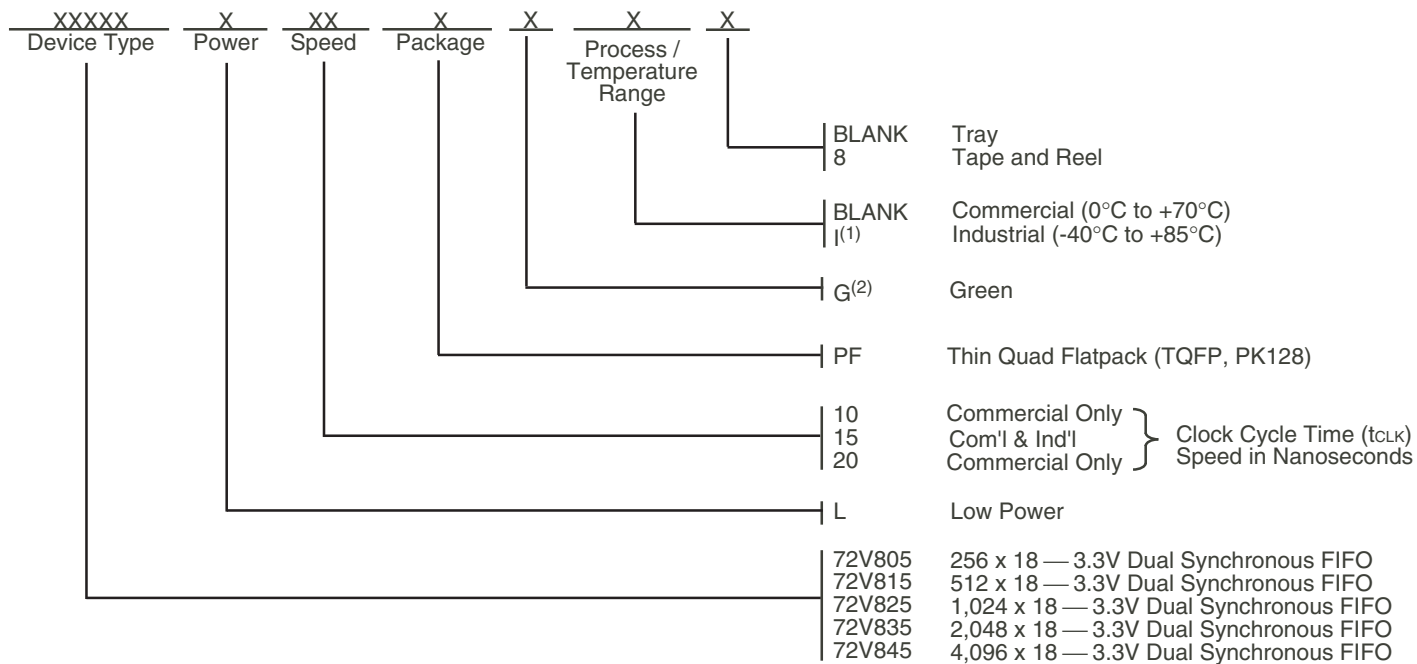 XXXXX X XX X X X X
Device Type Power Speed Package Process / Temperature Range
BLANK Tray
8 Tape and Reel
BLANK Commercial (0°C to +70°C)
I(1) Industrial (-40°C to +85°C)
G(2) Green
PF Thin Quad Flatpack (TQFP, PK128)
10 Commercial Only
15 Com'l & Ind'l
20 Commercial Only
Clock Cycle Time (tCLK)
Speed in Nanoseconds
L Low Power
72V805 256 x 18 — 3.3V Dual Synchronous FIFO
72V815 512 x 18 — 3.3V Dual Synchronous FIFO
72V825 1,024 x 18 — 3.3V Dual Synchronous FIFO
72V835 2,048 x 18 — 3.3V Dual Synchronous FIFO
72V845 4,096 x 18 — 3.3V Dual Synchronous FIFO